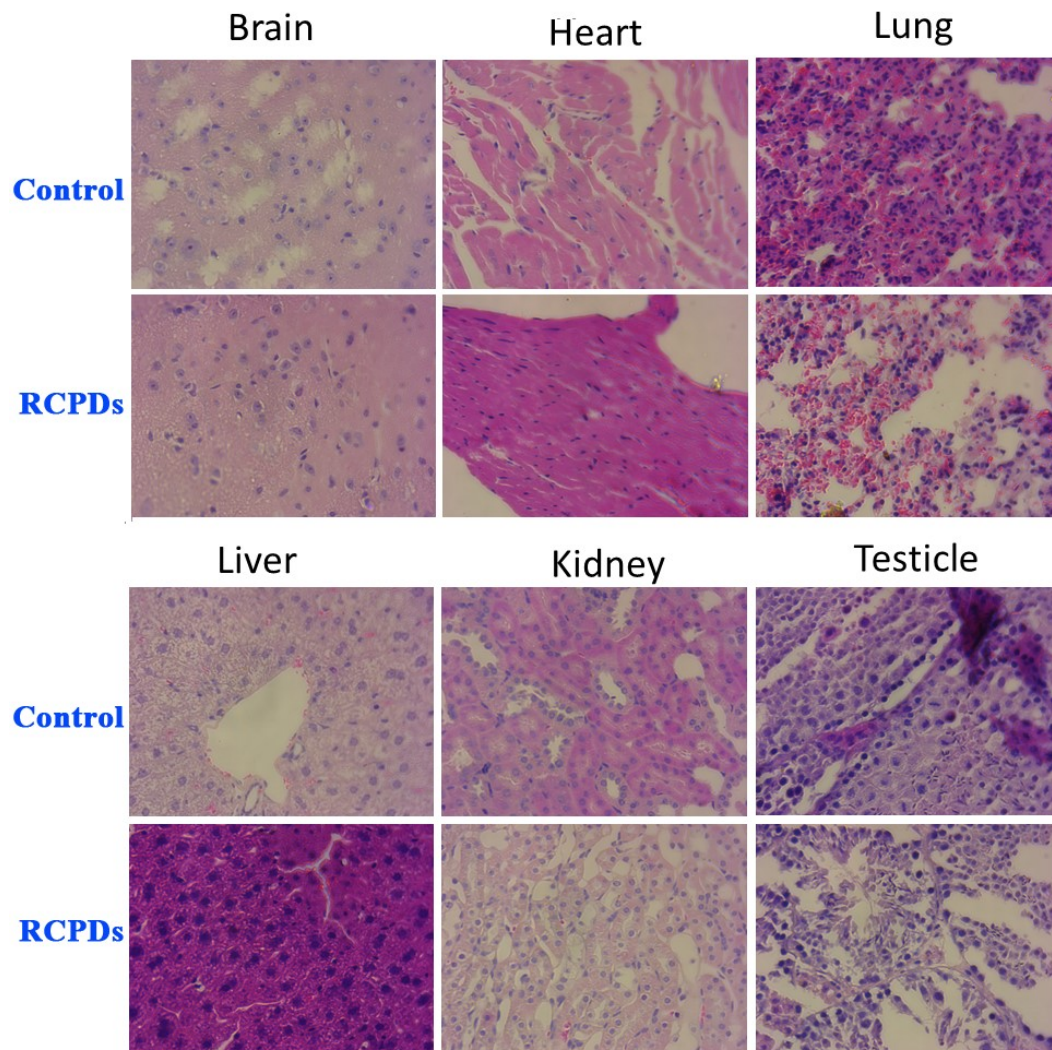 Brain Heart Lung
Control
RCPDs
Liver Kidney Testicle
Control
RCPDs